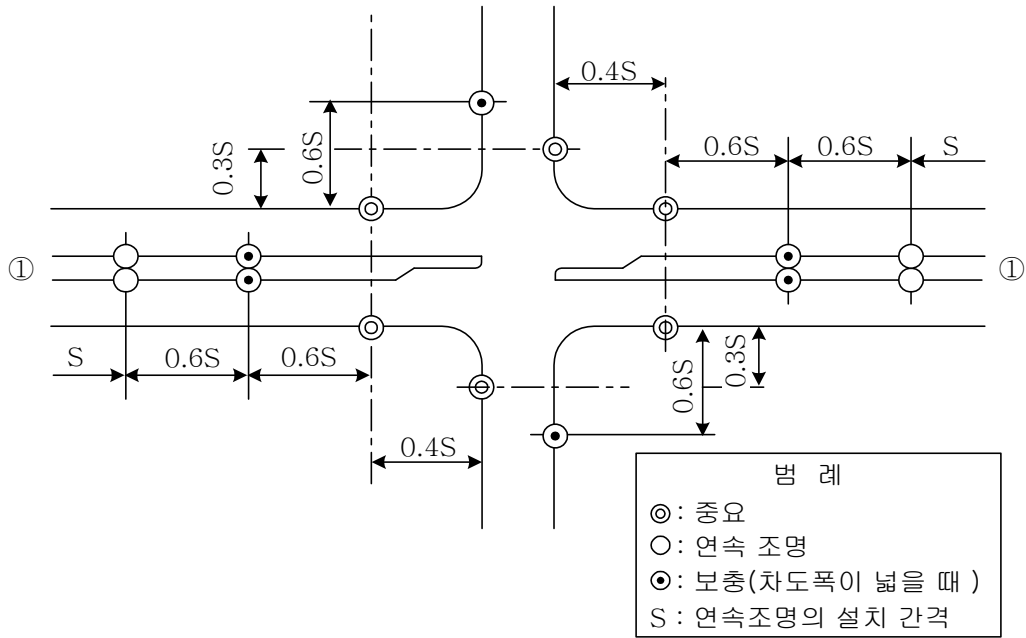 0.4S
0.6S
0.3S
0.6S
0.6S
S
①
①
S
0.6S
0.6S
0.6S
0.3S
0.4S
범 례
◎ : 중요
○ : 연속 조명
⊙ : 보충(차도폭이 넓을 때 )
S : 연속조명의 설치 간격